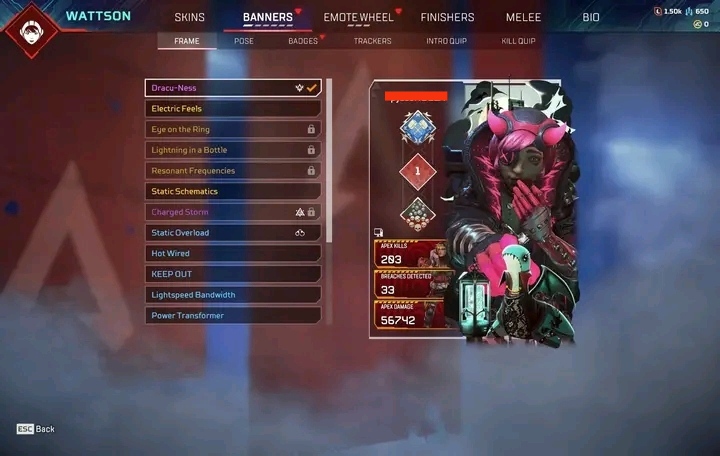 WATTSON
SKINS
BANNERS
EMOTE WHEEL
FINISHERS
MELEE
BIO
1.50k
650
0
FRAME
POSE
BADGES
TRACKERS
INTRO QUIP
KILL QUIP
Dracu-Ness
Electric Feels
Eye on the Ring
Lightning in a Bottle
Resonant Frequencies
Static Schematics
Charged Storm
Static Overload
Hot Wired
KEEP OUT
Lightspeed Bandwidth
Power Transformer
1
APEX KILLS
203
BREACHES DETECTED
33
APEX DAMAGE
56742
ESC Back